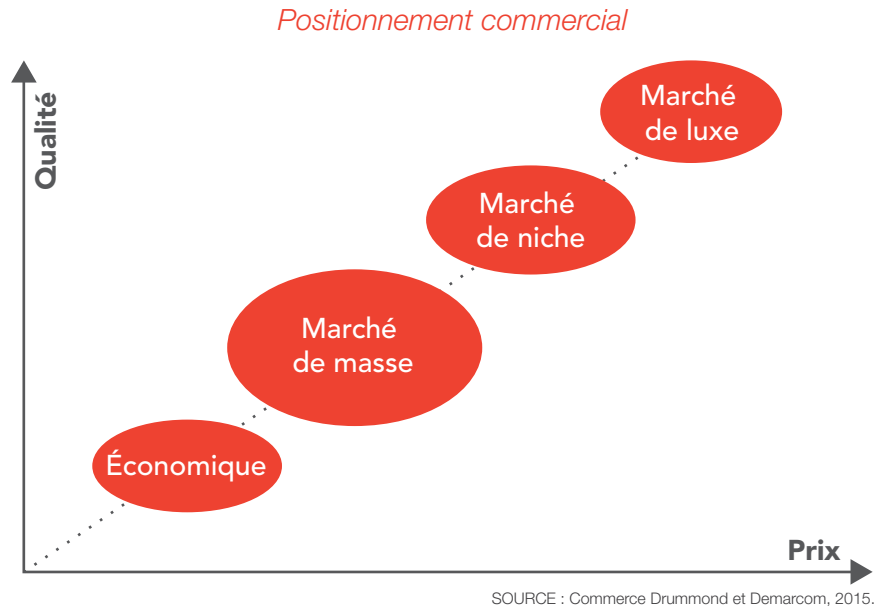 Positionnement commercial
Qualité
Marché
de luxe
Marché
de niche
Marché
de masse
Économique
Prix
SOURCE : Commerce Drummond et Demarcom, 2015.